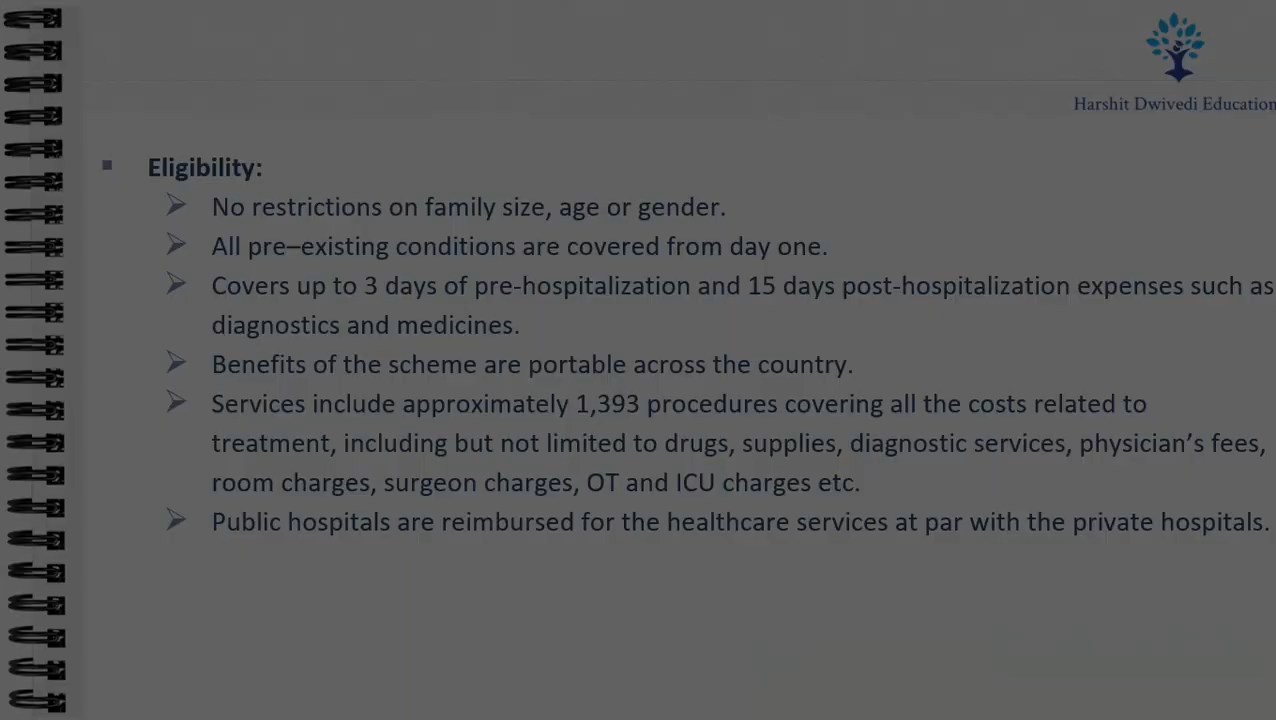 Harshit Dwivedi Education
▪ Eligibility:
➢ No restrictions on family size, age or gender.
➢ All pre–existing conditions are covered from day one.
➢ Covers up to 3 days of pre-hospitalization and 15 days post-hospitalization expenses such as
diagnostics and medicines.
➢ Benefits of the scheme are portable across the country.
➢ Services include approximately 1,393 procedures covering all the costs related to
treatment, including but not limited to drugs, supplies, diagnostic services, physician’s fees,
room charges, surgeon charges, OT and ICU charges etc.
➢ Public hospitals are reimbursed for the healthcare services at par with the private hospitals.